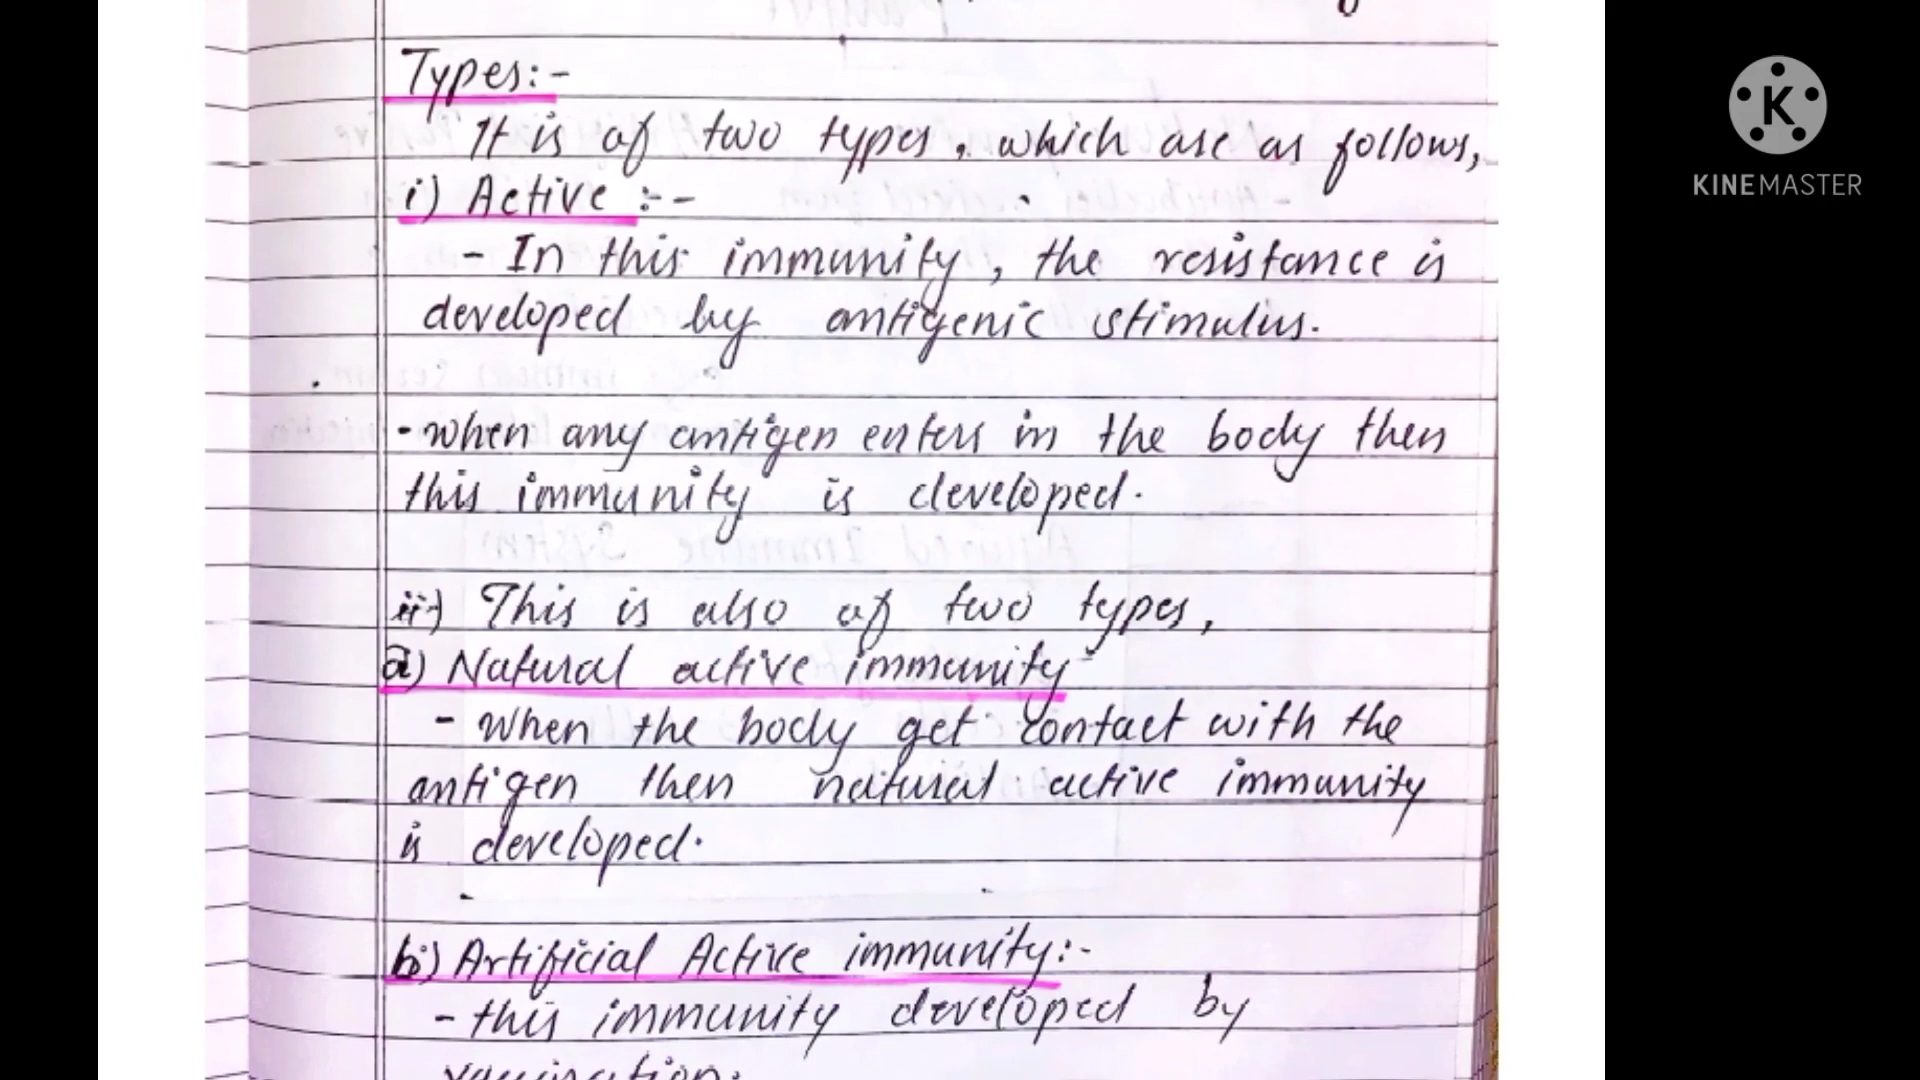 Types:-
It is of two types, which are as follows,
i) Active :-
- In this immunity, the resistance is
developed by antigenic stimulus.
- when any antigen enters in the body then
this immunity is developed.
ii) This is also of two types,
a) Natural active immunity
- when the body get contact with the
antigen then natural active immunity
is developed.
b) Artificial Active immunity:-
- this immunity developed by
vaccination.
K
KINEMASTER